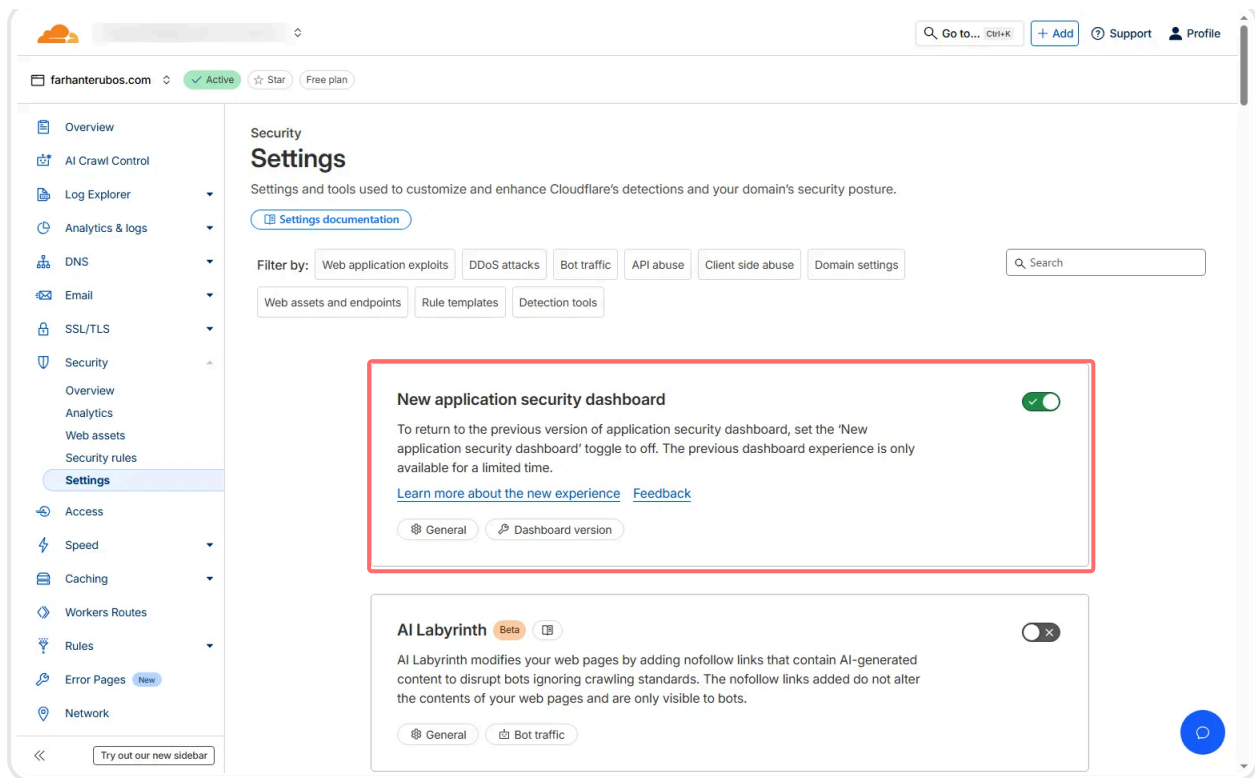 Go to... Ctrl+K
+ Add
Support
Profile
farhanterubos.com
Active
Star
Free plan
Overview
AI Crawl Control
Log Explorer
Analytics & logs
DNS
Email
SSL/TLS
Security
Overview
Analytics
Web assets
Security rules
Settings
Access
Speed
Caching
Workers Routes
Rules
Error Pages New
Network
Try out our new sidebar
Security
Settings
Settings and tools used to customize and enhance Cloudflare's detections and your domain's security posture.
Settings documentation
Filter by: Web application exploits DDoS attacks Bot traffic API abuse Client side abuse Domain settings
Search
Web assets and endpoints Rule templates Detection tools
New application security dashboard
To return to the previous version of application security dashboard, set the ‘New
application security dashboard’ toggle to off. The previous dashboard experience is only
available for a limited time.
Learn more about the new experience Feedback
General Dashboard version
AI Labyrinth Beta
AI Labyrinth modifies your web pages by adding nofollow links that contain AI-generated
content to disrupt bots ignoring crawling standards. The nofollow links added do not alter
the contents of your web pages and are only visible to bots.
General Bot traffic